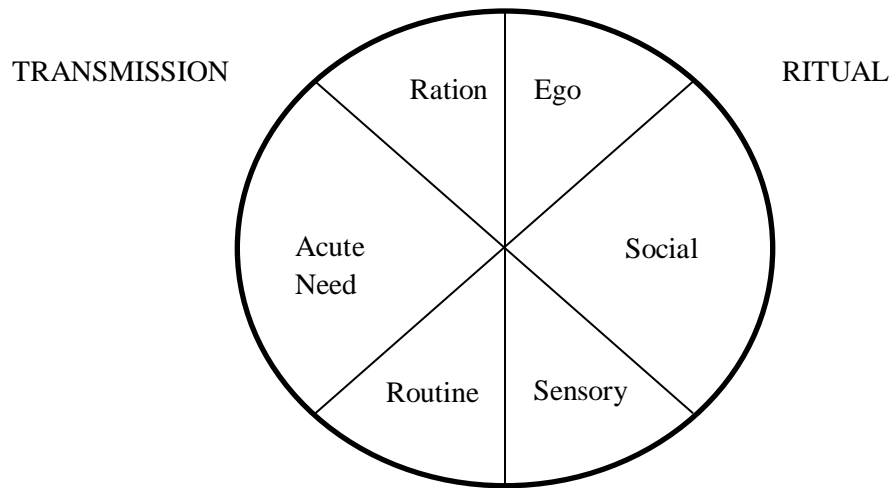 TRANSMISSION
RITUAL
Ration
Ego
Acute
Need
Social
Routine
Sensory